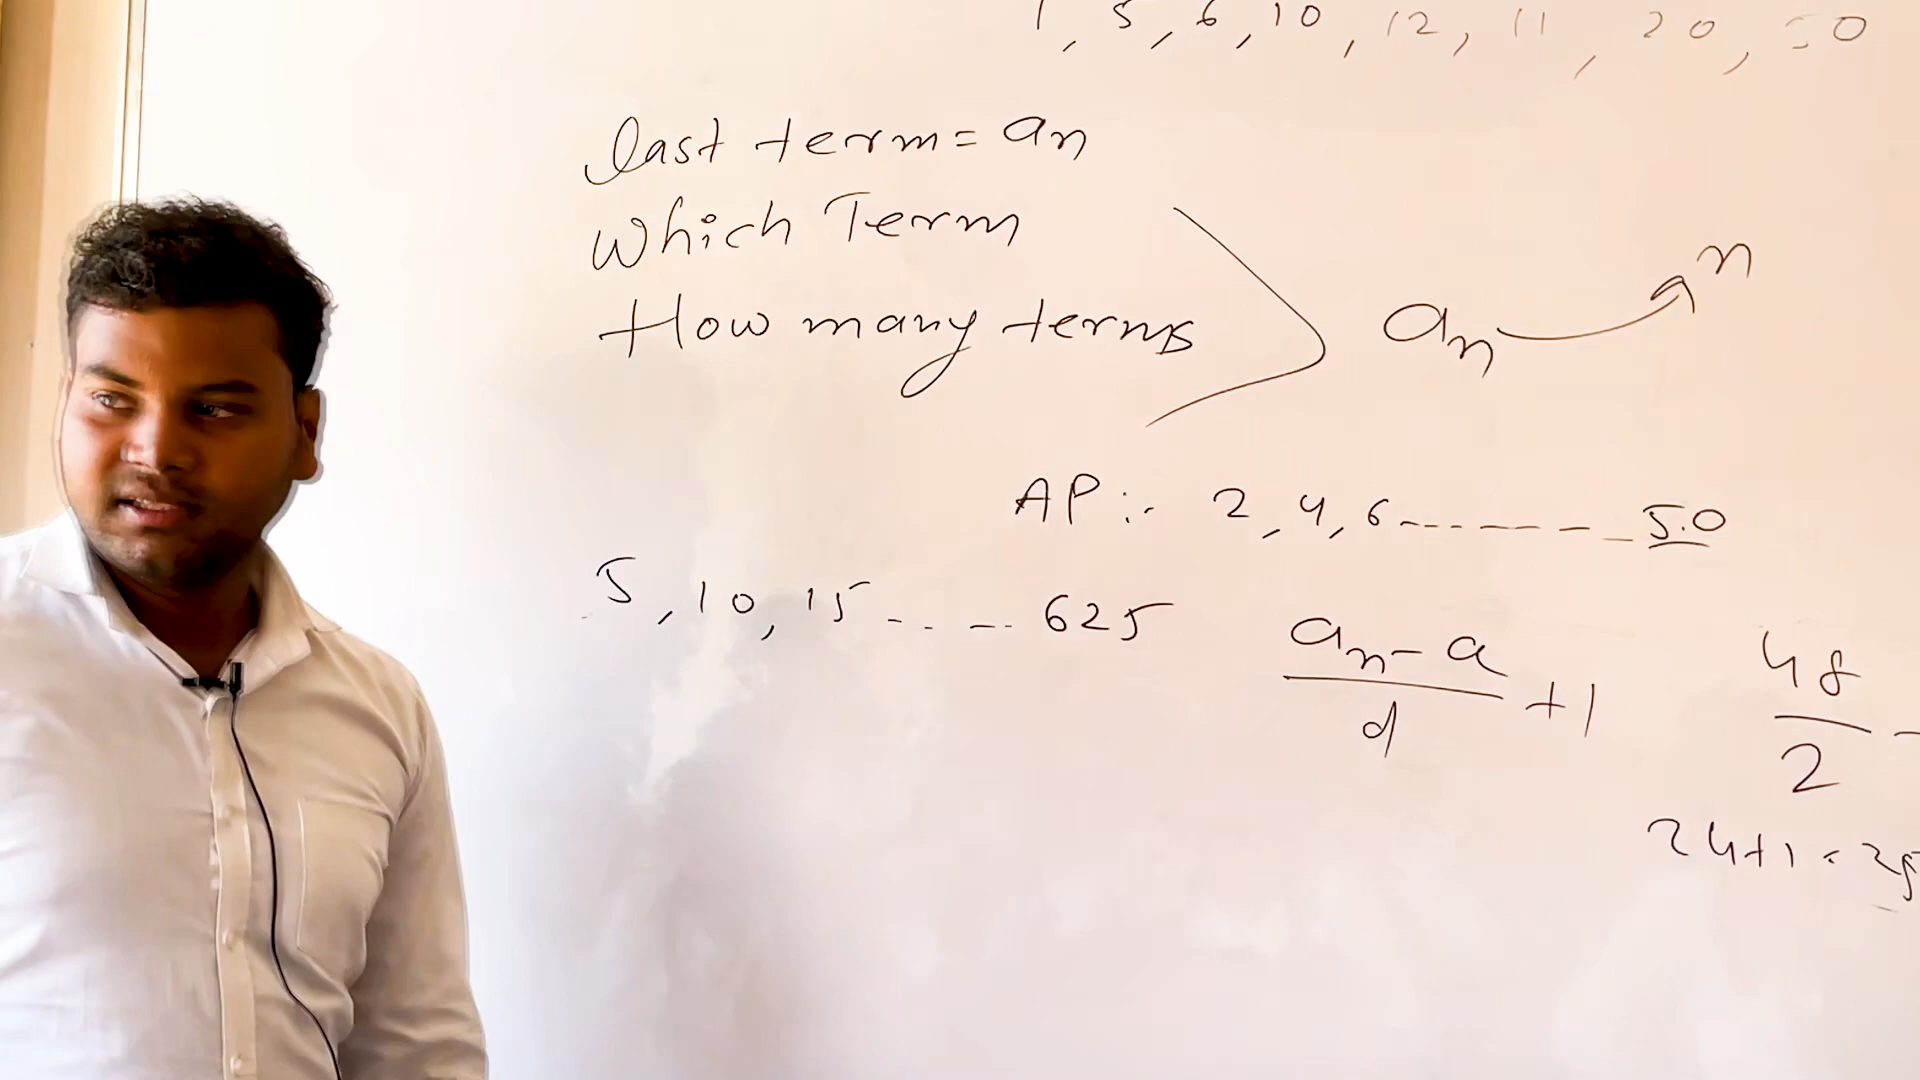 1, 5, 6, 10, 12, 11, 20, 50
last term = an
Which Term
How many terms
an n
AP :- 2, 4, 6 ------- 50
5, 10, 15 ----- 625
an - a
d
+1
48
2
24+1 = 25